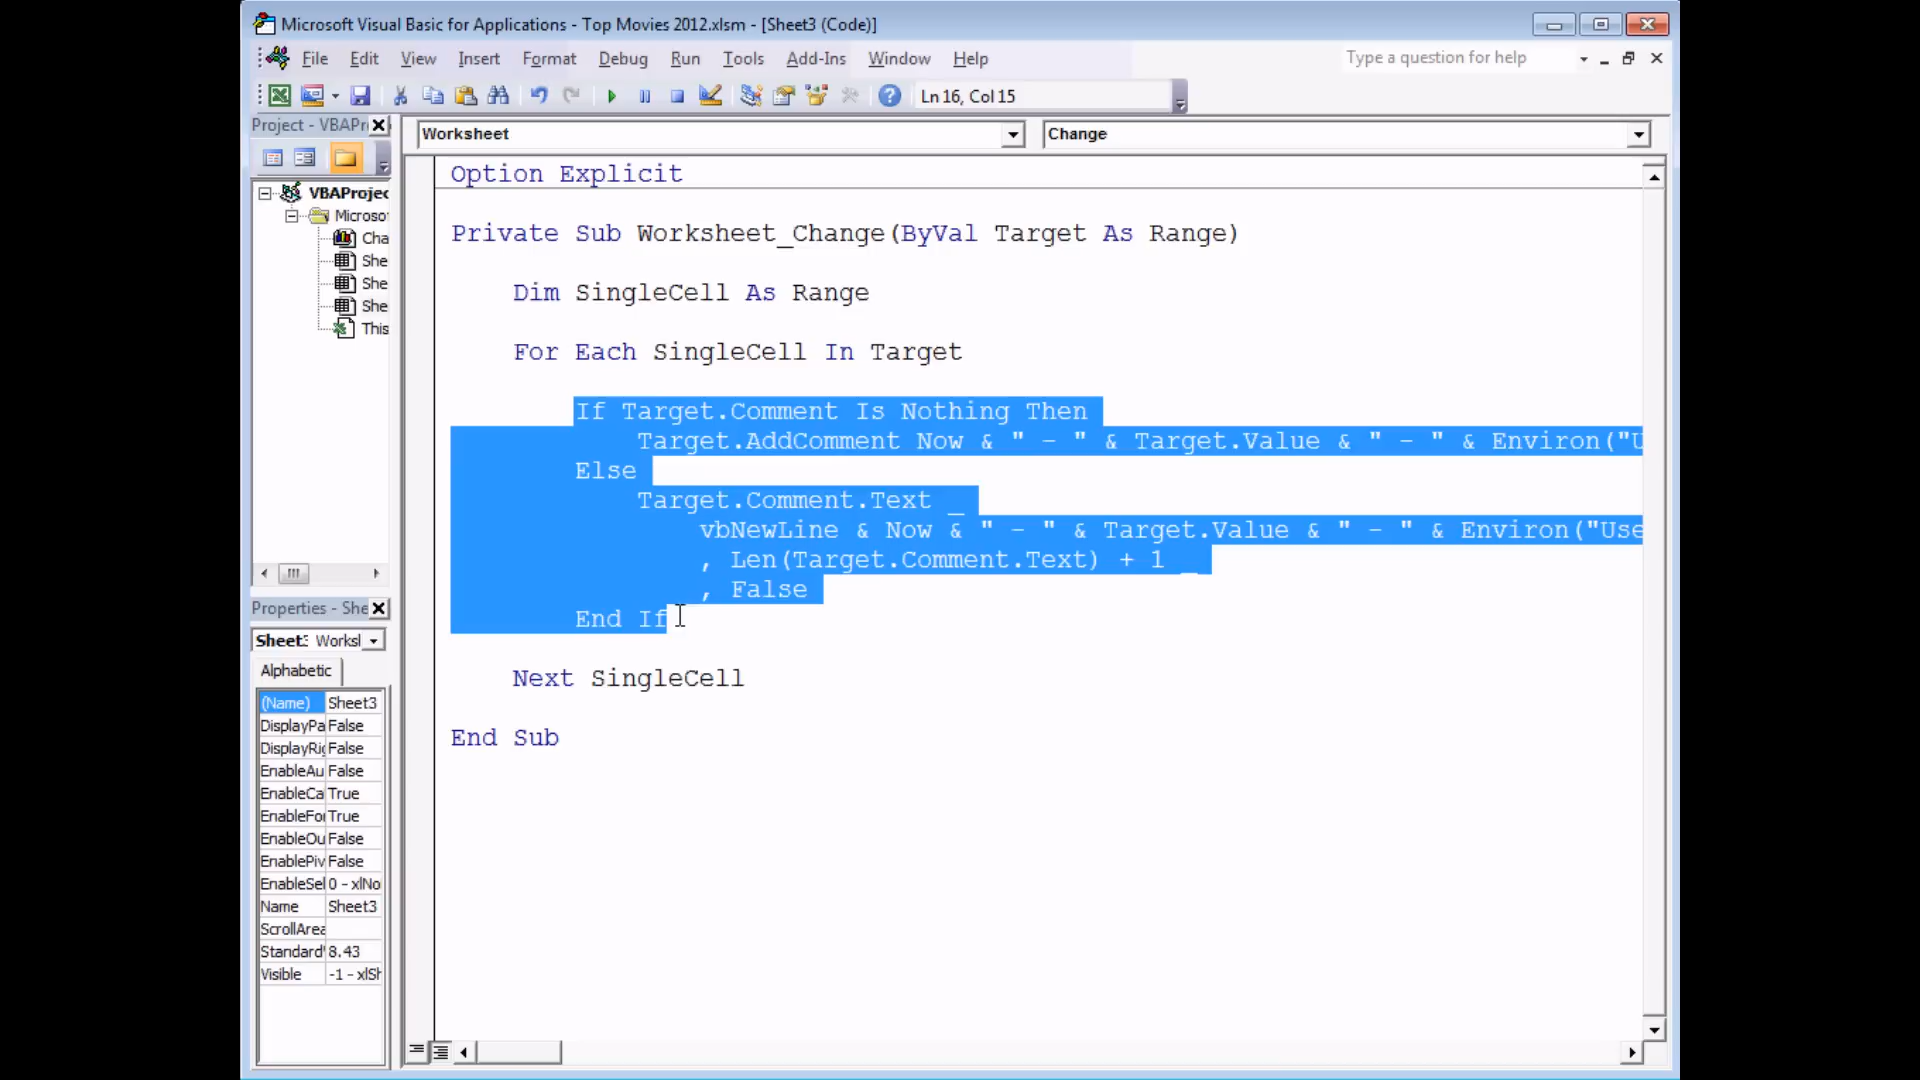 Microsoft Visual Basic for Applications - Top Movies 2012.xlsm - [Sheet3 (Code)]
File Edit View Insert Format Debug Run Tools Add-Ins Window Help
Type a question for help
Ln 16, Col 15
Project - VBAPr
Worksheet
Change
VBAProjec
Microso
Cha
She
She
She
This
Option Explicit
Private Sub Worksheet_Change(ByVal Target As Range)
Dim SingleCell As Range
For Each SingleCell In Target
If Target.Comment Is Nothing Then
Target.AddComment Now & " - " & Target.Value & " - " & Environ("U
Else
Target.Comment.Text _
vbNewLine & Now & " - " & Target.Value & " - " & Environ("Use
, Len(Target.Comment.Text) + 1 _
, False
End If
Next SingleCell
End Sub
Properties - She
Sheet3 Worksl
Alphabetic
(Name) Sheet3
DisplayPa False
DisplayRig False
EnableAu False
EnableCa True
EnableFor True
EnableOu False
EnablePiv False
EnableSel 0 - xlNo
Name Sheet3
ScrollArea
Standard 8.43
Visible -1 - xlSh